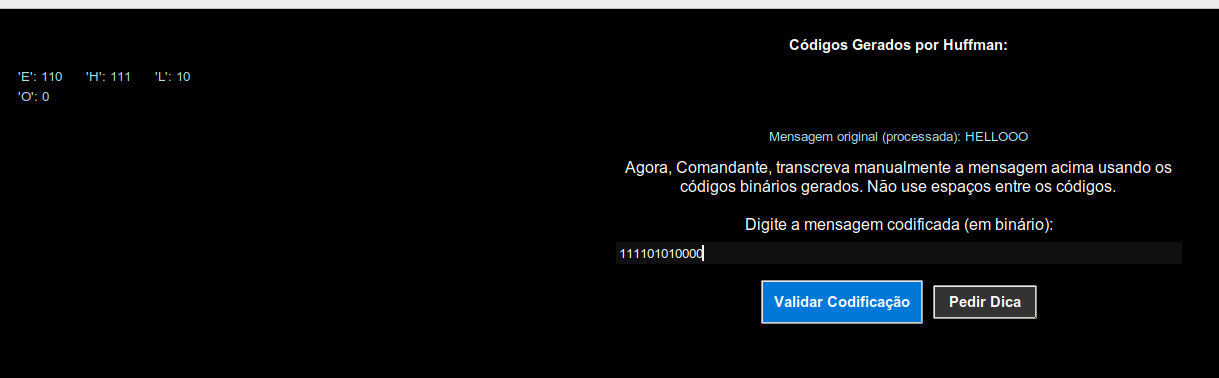 Códigos Gerados por Huffman:
'E': 110 'H': 111 'L': 10
'O': 0
Mensagem original (processada): HELLOOO
Agora, Comandante, transcreva manualmente a mensagem acima usando os
códigos binários gerados. Não use espaços entre os códigos.
Digite a mensagem codificada (em binário):
111101010000
Validar Codificação Pedir Dica